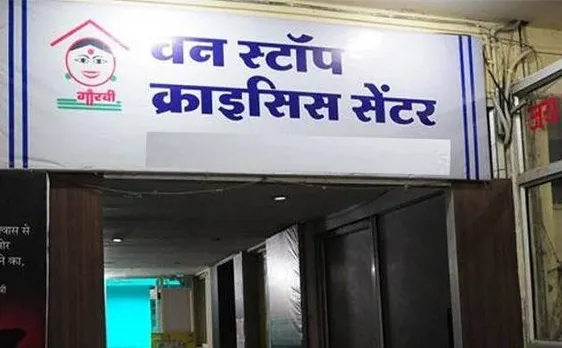 वन स्टॉप
क्राइसिस सेंटर
गौरवी